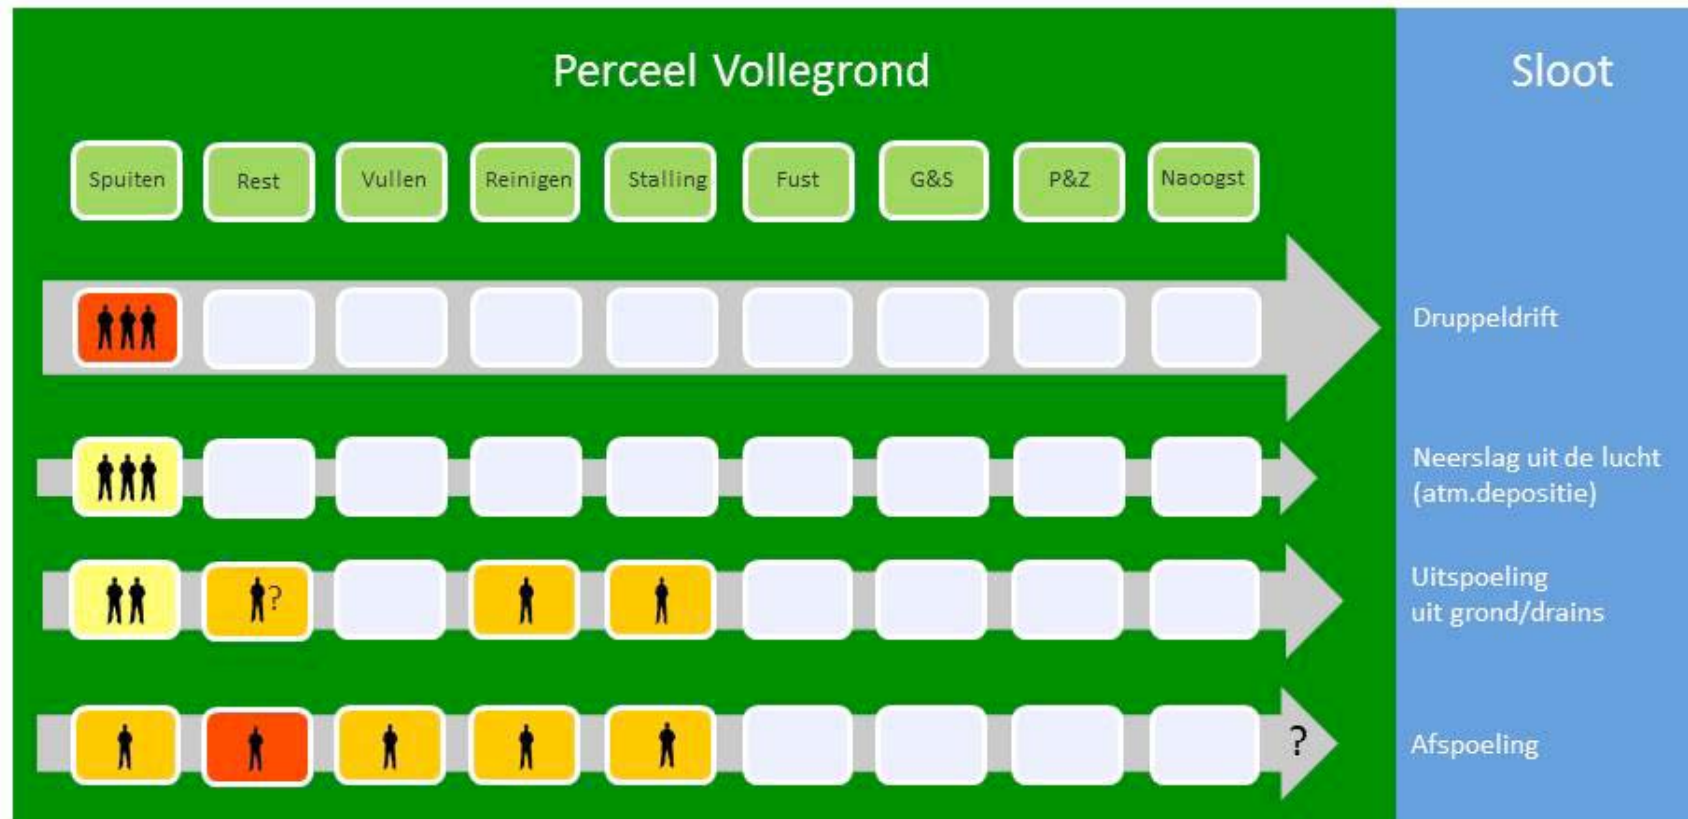 Perceel Vollegrond
Sloot
Spuiten
Rest
Vullen
Reinigen
Stalling
Fust
G&S
P&Z
Naoogst
Druppeldrift
Neerslag uit de lucht
(atm.depositie)
?
Uitspoeling
uit grond/drains
?
Afspoeling